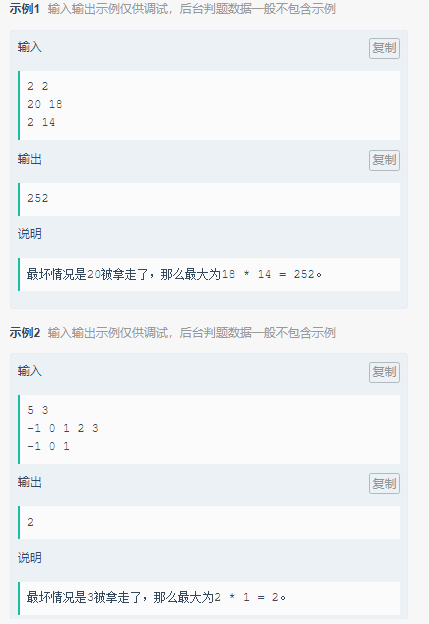 示例1 输入输出示例仅供调试，后台判题数据一般不包含示例
输入
复制
2 2
20 18
2 14
输出
复制
252
说明
最坏情况是20被拿走了，那么最大为18 * 14 = 252。
示例2 输入输出示例仅供调试，后台判题数据一般不包含示例
输入
复制
5 3
-1 0 1 2 3
-1 0 1
输出
复制
2
说明
最坏情况是3被拿走了，那么最大为2 * 1 = 2。